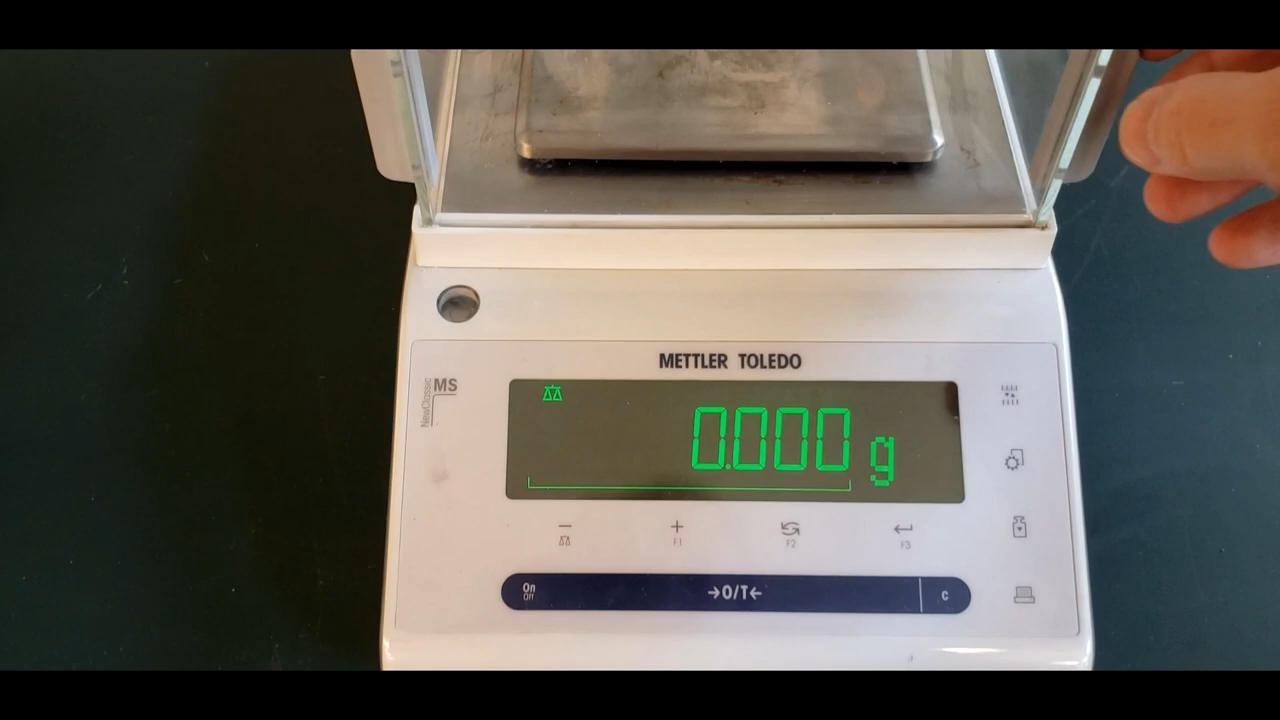 METTLER TOLEDO
NewClassic MS
0.000 g
F1 F2 F3
On →0/T← C
Off